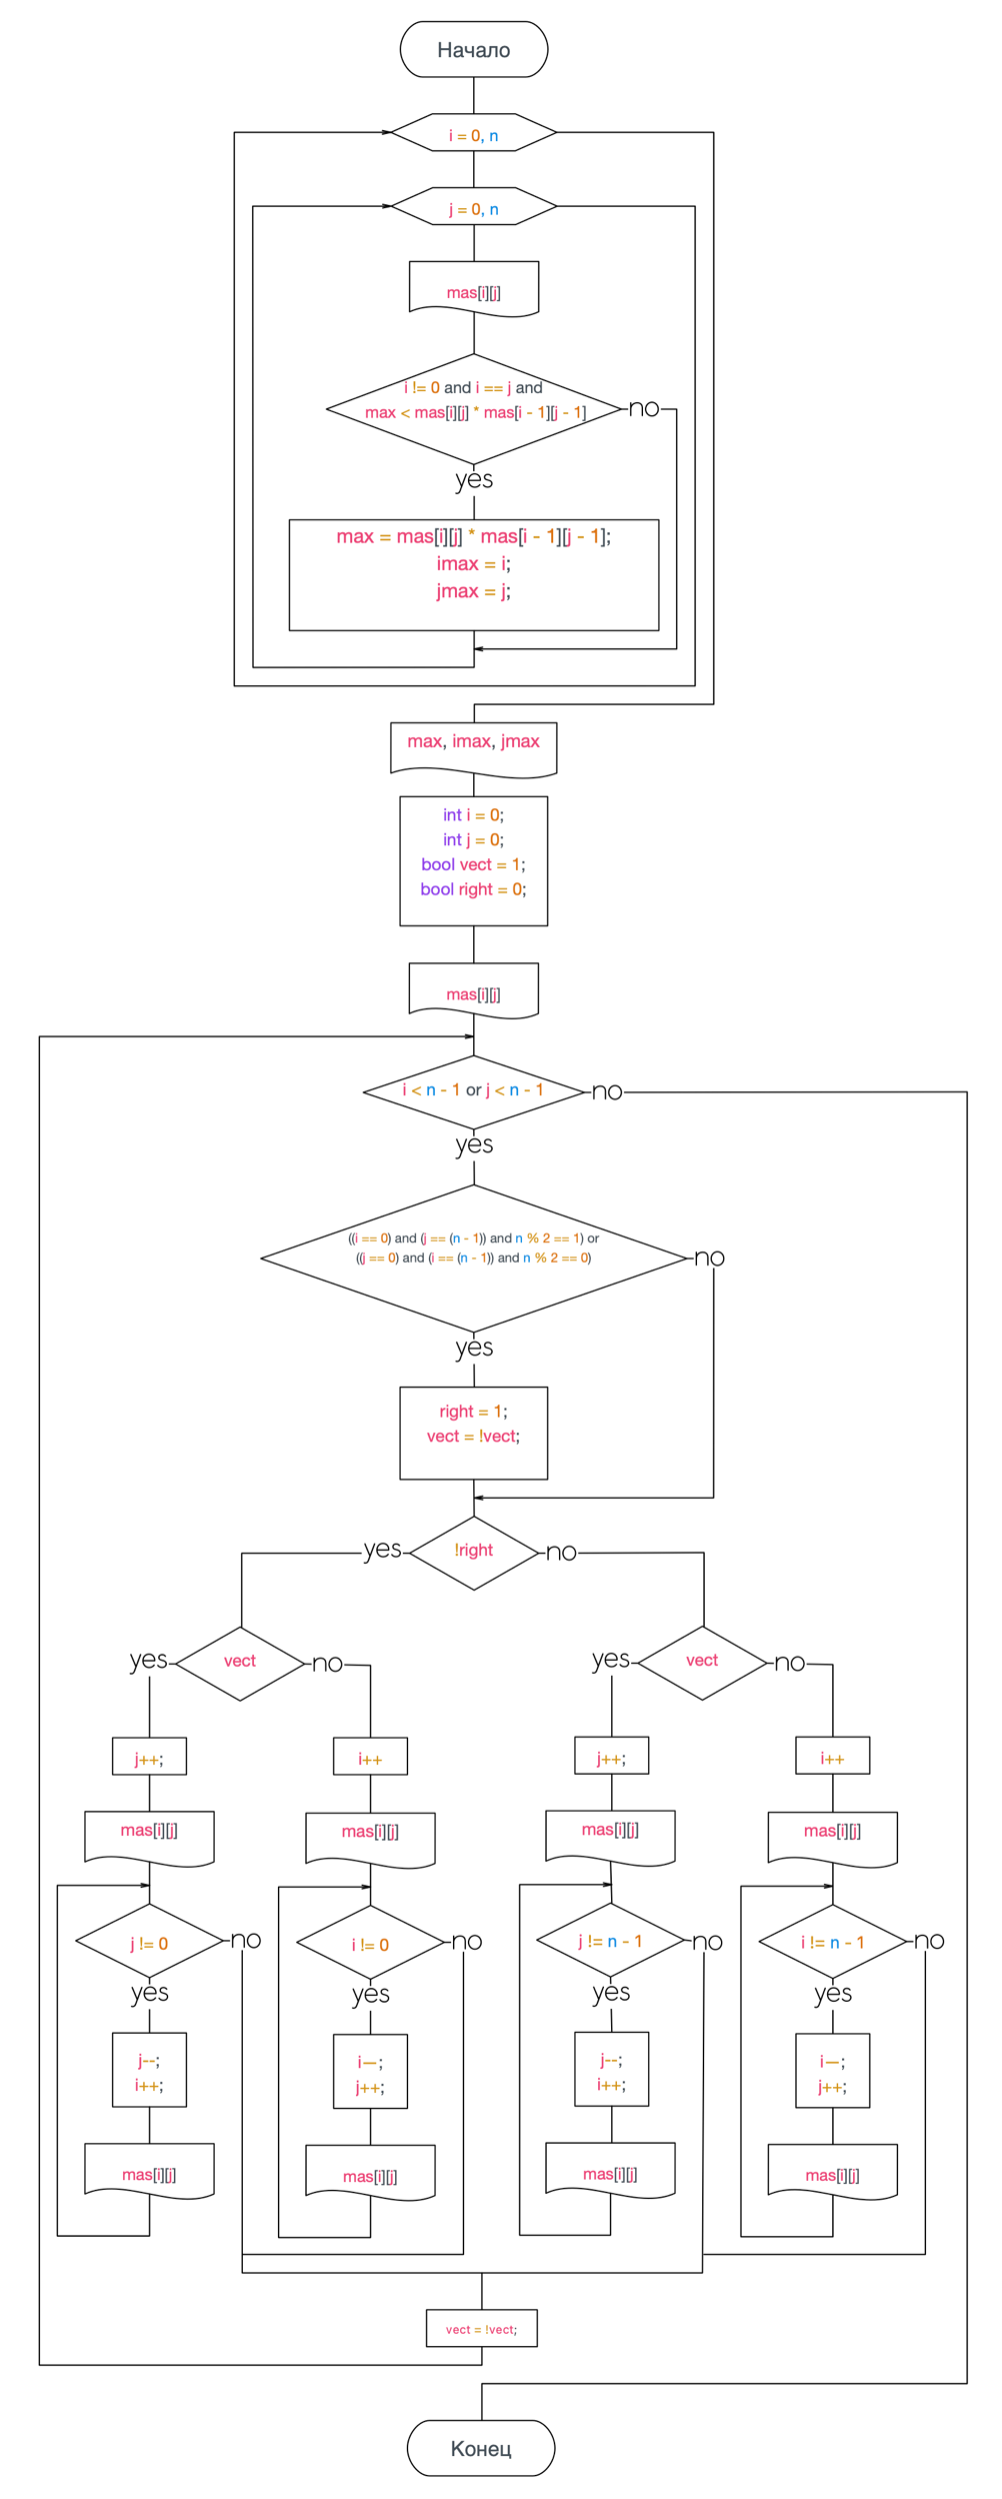 Начало
i = 0, n
j = 0, n
mas[i][j]
i != 0 and i == j and
max < mas[i][j] * mas[i - 1][j - 1]
no
yes
max = mas[i][j] * mas[i - 1][j - 1];
imax = i;
jmax = j;
max, imax, jmax
int i = 0;
int j = 0;
bool vect = 1;
bool right = 0;
mas[i][j]
i < n - 1 or j < n - 1
no
yes
((i == 0) and (j == (n - 1)) and n % 2 == 1) or
((j == 0) and (i == (n - 1)) and n % 2 == 0)
no
yes
right = 1;
vect = !vect;
yes
!right
no
yes
vect
no
yes
vect
no
j++;
i++
j++;
i++
mas[i][j]
mas[i][j]
mas[i][j]
mas[i][j]
j != 0
no
i != 0
no
j != n - 1
no
i != n - 1
no
yes
yes
yes
yes
j--;
i++;
i—;
j++;
j--;
i++;
i—;
j++;
mas[i][j]
mas[i][j]
mas[i][j]
mas[i][j]
vect = !vect;
Конец